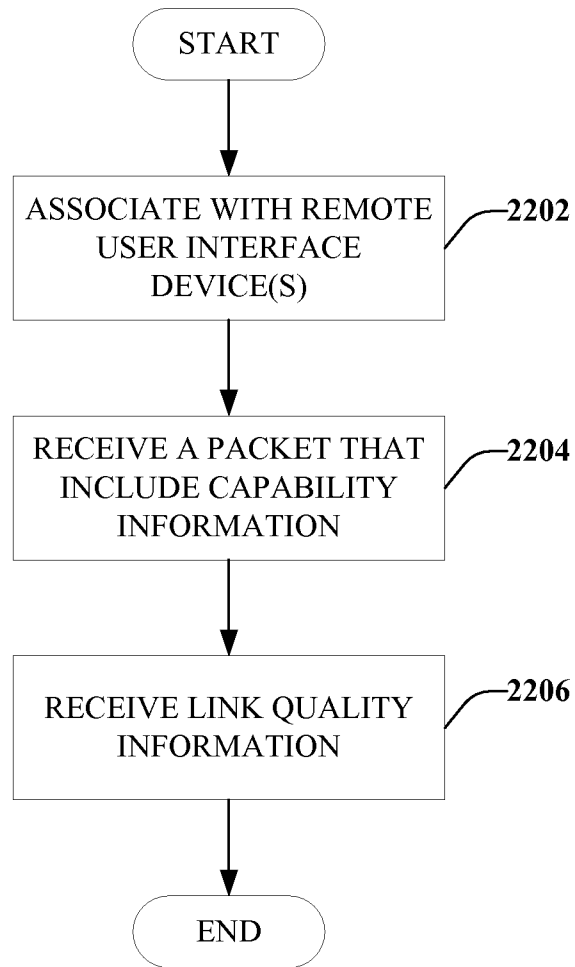 START
ASSOCIATE WITH REMOTE
USER INTERFACE
DEVICE(S)
2202
RECEIVE A PACKET THAT
INCLUDE CAPABILITY
INFORMATION
2204
RECEIVE LINK QUALITY
INFORMATION
2206
END